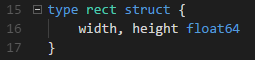 15 type rect struct {
16 width, height float64
17 }